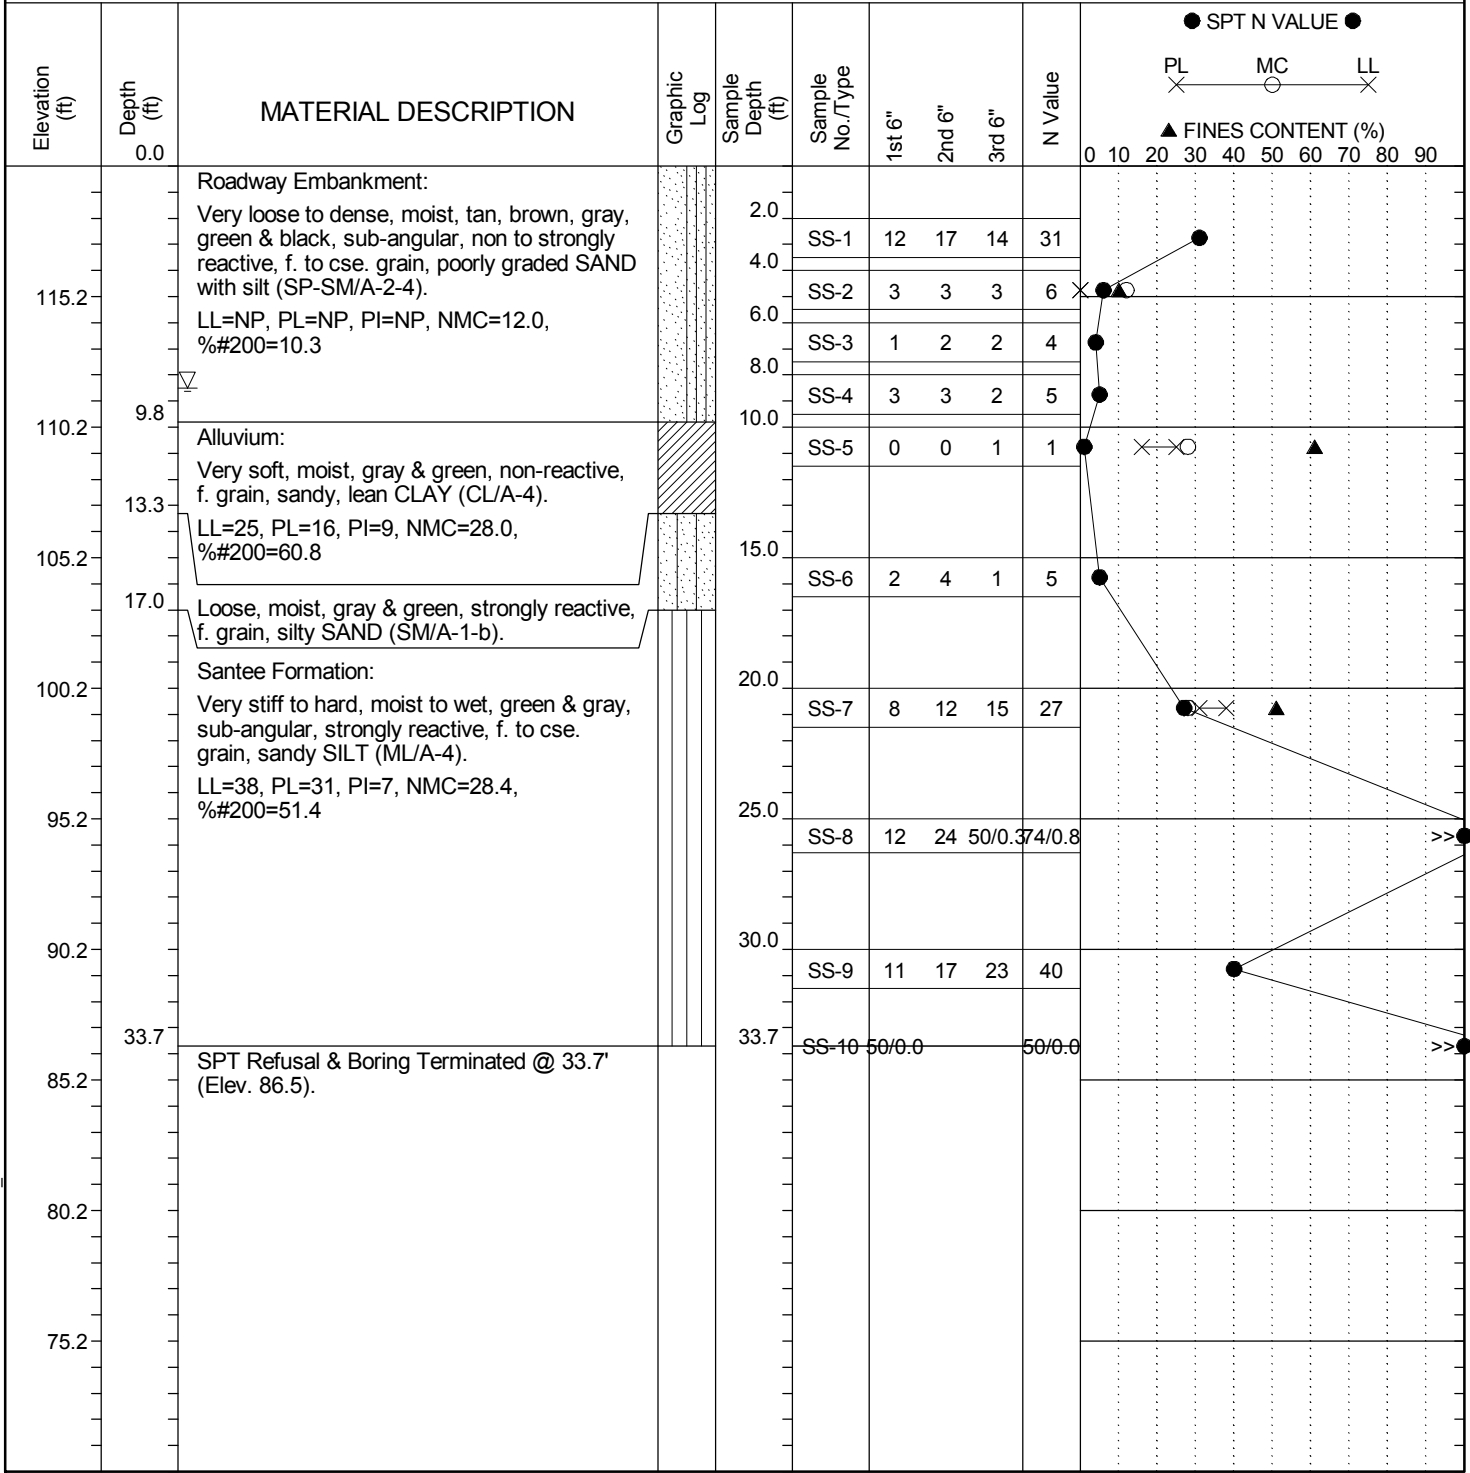 ● SPT N VALUE ●
PL MC LL
▲ FINES CONTENT (%)
0 10 20 30 40 50 60 70 80 90
Elevation
(ft)
Depth
(ft)
0.0
MATERIAL DESCRIPTION
Graphic
Log
Sample
Depth
(ft)
Sample
No./Type
1st 6"
2nd 6"
3rd 6"
N Value
Roadway Embankment:
Very loose to dense, moist, tan, brown, gray,
green & black, sub-angular, non to strongly
reactive, f. to cse. grain, poorly graded SAND
with silt (SP-SM/A-2-4).
LL=NP, PL=NP, PI=NP, NMC=12.0,
%#200=10.3
Alluvium:
Very soft, moist, gray & green, non-reactive,
f. grain, sandy, lean CLAY (CL/A-4).
LL=25, PL=16, PI=9, NMC=28.0,
%#200=60.8
Loose, moist, gray & green, strongly reactive,
f. grain, silty SAND (SM/A-1-b).
Santee Formation:
Very stiff to hard, moist to wet, green & gray,
sub-angular, strongly reactive, f. to cse.
grain, sandy SILT (ML/A-4).
LL=38, PL=31, PI=7, NMC=28.4,
%#200=51.4
SPT Refusal & Boring Terminated @ 33.7'
(Elev. 86.5).
115.2
110.2
105.2
100.2
95.2
90.2
85.2
80.2
75.2
9.8
13.3
17.0
33.7
2.0
SS-1 12 17 14 31
4.0
SS-2 3 3 3 6
6.0
SS-3 1 2 2 4
8.0
SS-4 3 3 2 5
10.0
SS-5 0 0 1 1
15.0
SS-6 2 4 1 5
20.0
SS-7 8 12 15 27
25.0
SS-8 12 24 50/0.3 74/0.8 >>
30.0
SS-9 11 17 23 40
33.7
SS-10 50/0.0 50/0.0 >>